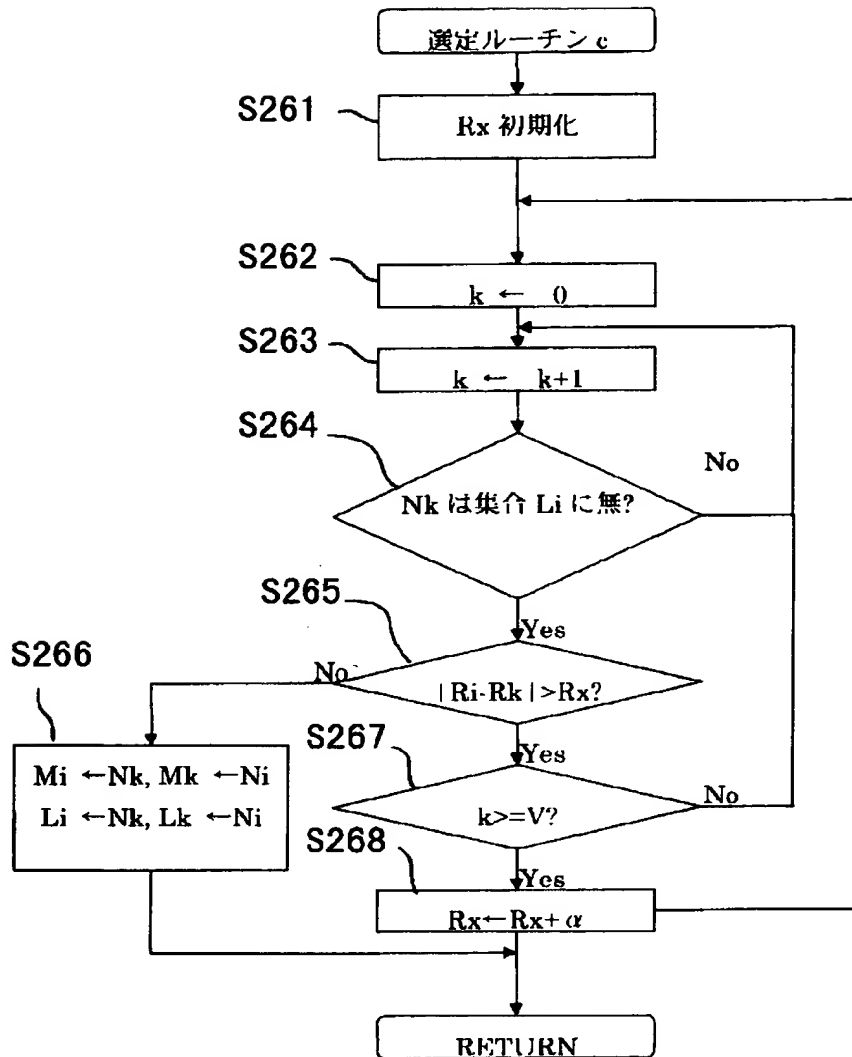 選定ルーチン c
S261
Rx 初期化
S262
k ← 0
S263
k ← k+1
S264
No
Nk は集合 Li に無?
S265
Yes
S266
No
|Ri-Rk|>Rx?
S267
Yes
Mi ←Nk, Mk ←Ni
Li ←Nk, Lk ←Ni
No
k>=V?
S268
Yes
Rx←Rx+α
RETURN